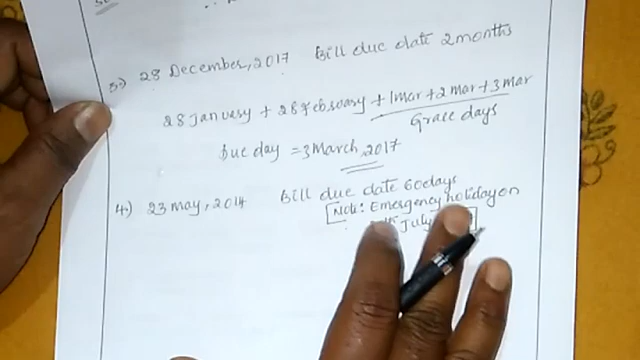 3.) 28 December, 2017 Bill due date 2 months
28 January + 28 February + 1 mar + 2 mar + 3 mar
Grace days
Due day = 3 March, 2017
4.) 23 may, 2014 Bill due date 60 days
Note: Emergency holiday on
July